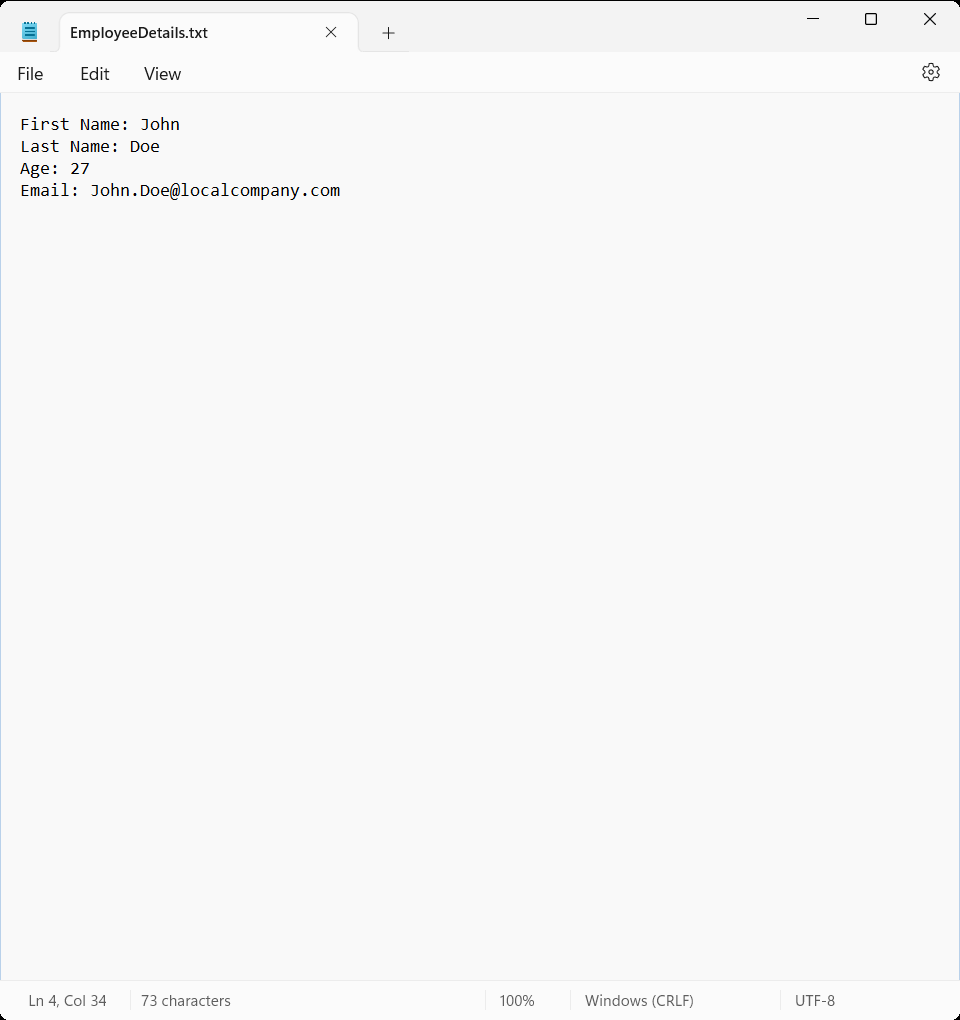 EmployeeDetails.txt
File Edit View
First Name: John
Last Name: Doe
Age: 27
Email: John.Doe@localcompany.com
Ln 4, Col 34 73 characters 100% Windows (CRLF) UTF-8